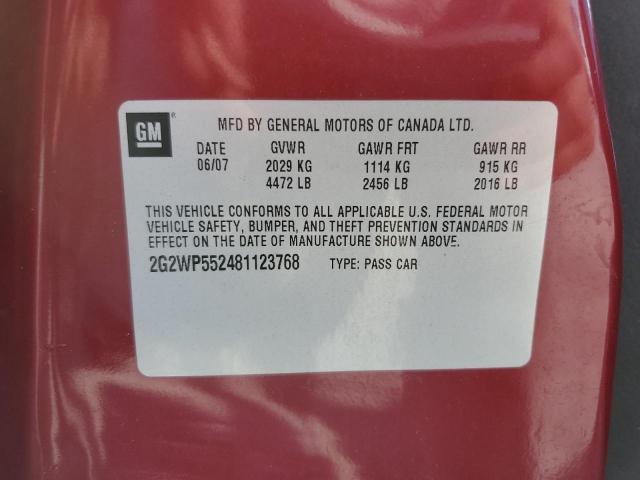 GM®
MFD BY GENERAL MOTORS OF CANADA LTD.
DATE GVWR GAWR FRT GAWR RR
06/07 2029 KG 1114 KG 915 KG
4472 LB 2456 LB 2016 LB
THIS VEHICLE CONFORMS TO ALL APPLICABLE U.S. FEDERAL MOTOR
VEHICLE SAFETY, BUMPER, AND THEFT PREVENTION STANDARDS IN
EFFECT ON THE DATE OF MANUFACTURE SHOWN ABOVE.
2G2WP552481123768 TYPE: PASS CAR